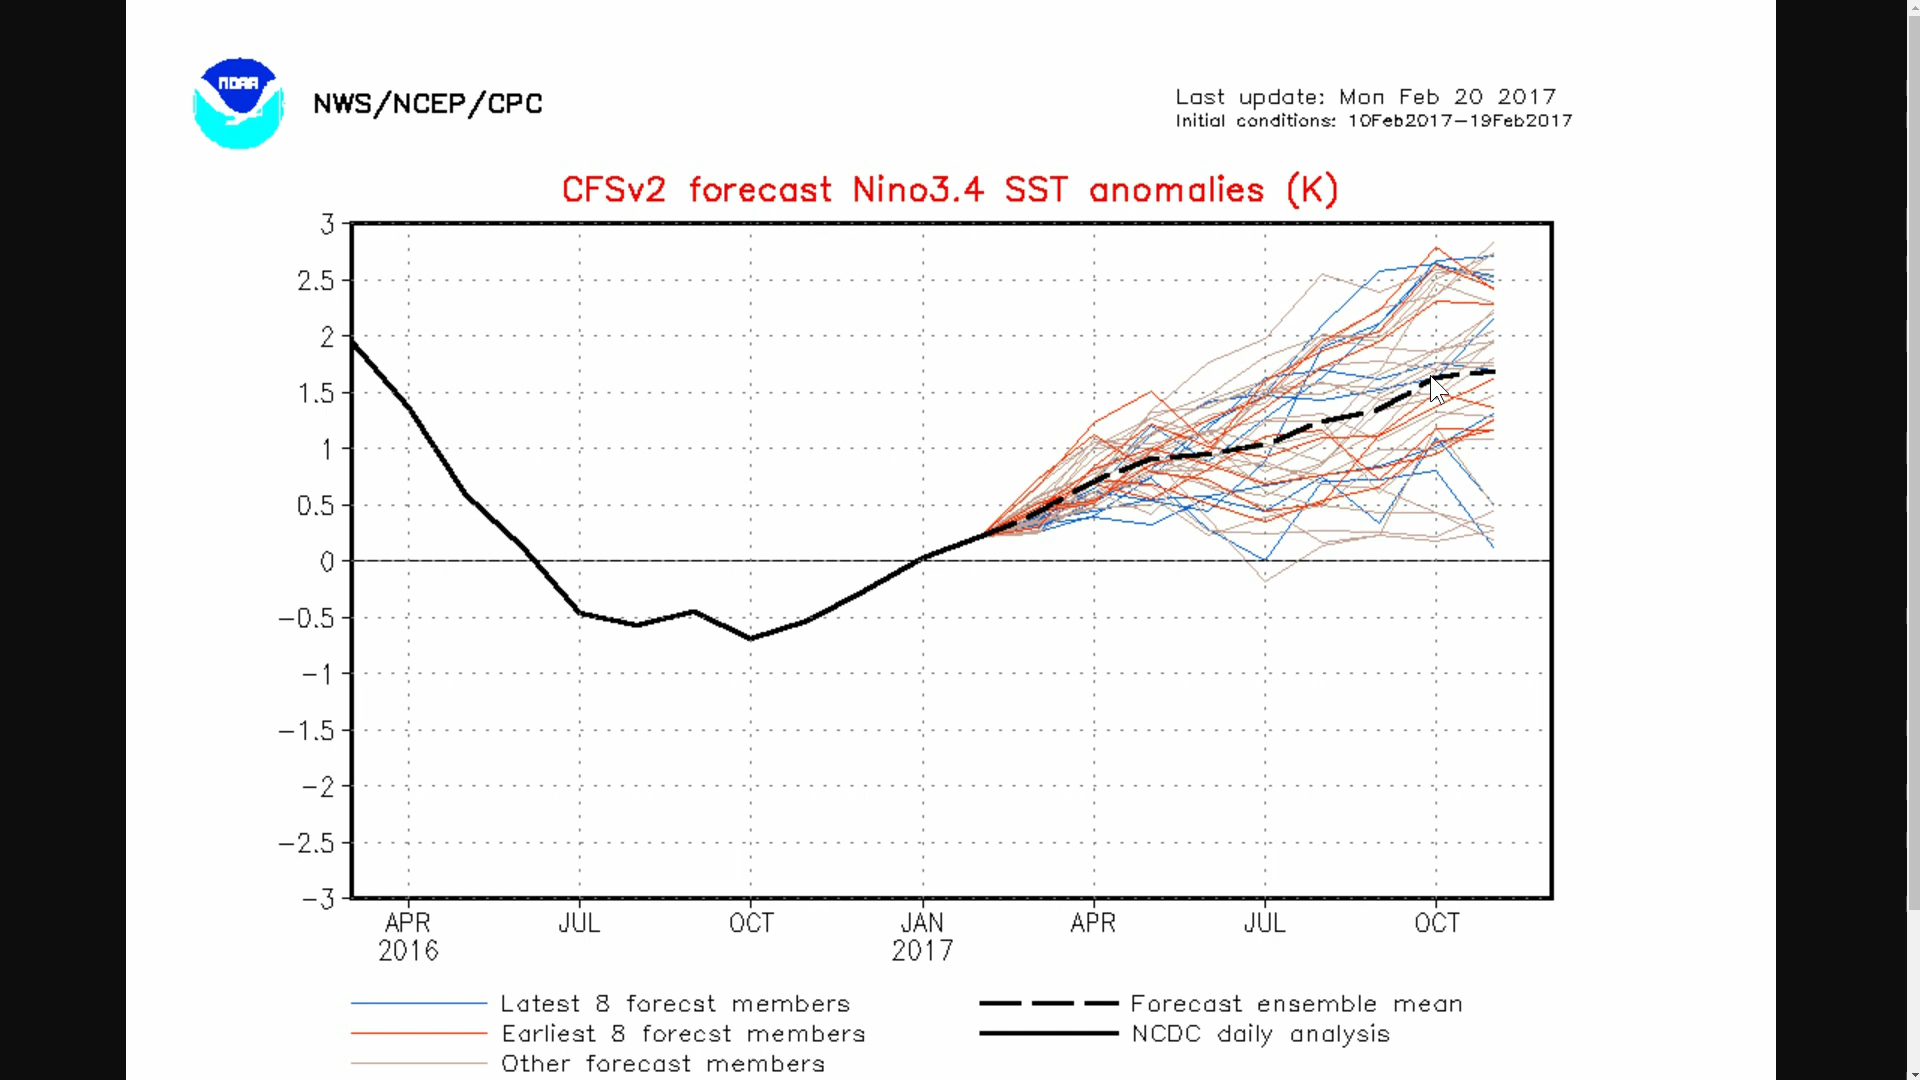 NOAA
NWS/NCEP/CPC
Last update: Mon Feb 20 2017
Initial conditions: 10Feb2017-19Feb2017
CFSv2 forecast Nino3.4 SST anomalies (K)
3
2.5
2
1.5
1
0.5
0
-0.5
-1
-1.5
-2
-2.5
-3
APR JUL OCT JAN APR JUL OCT
2016 2017
Latest 8 forecst members
Earliest 8 forecst members
Other forecast members
Forecast ensemble mean
NCDC daily analysis